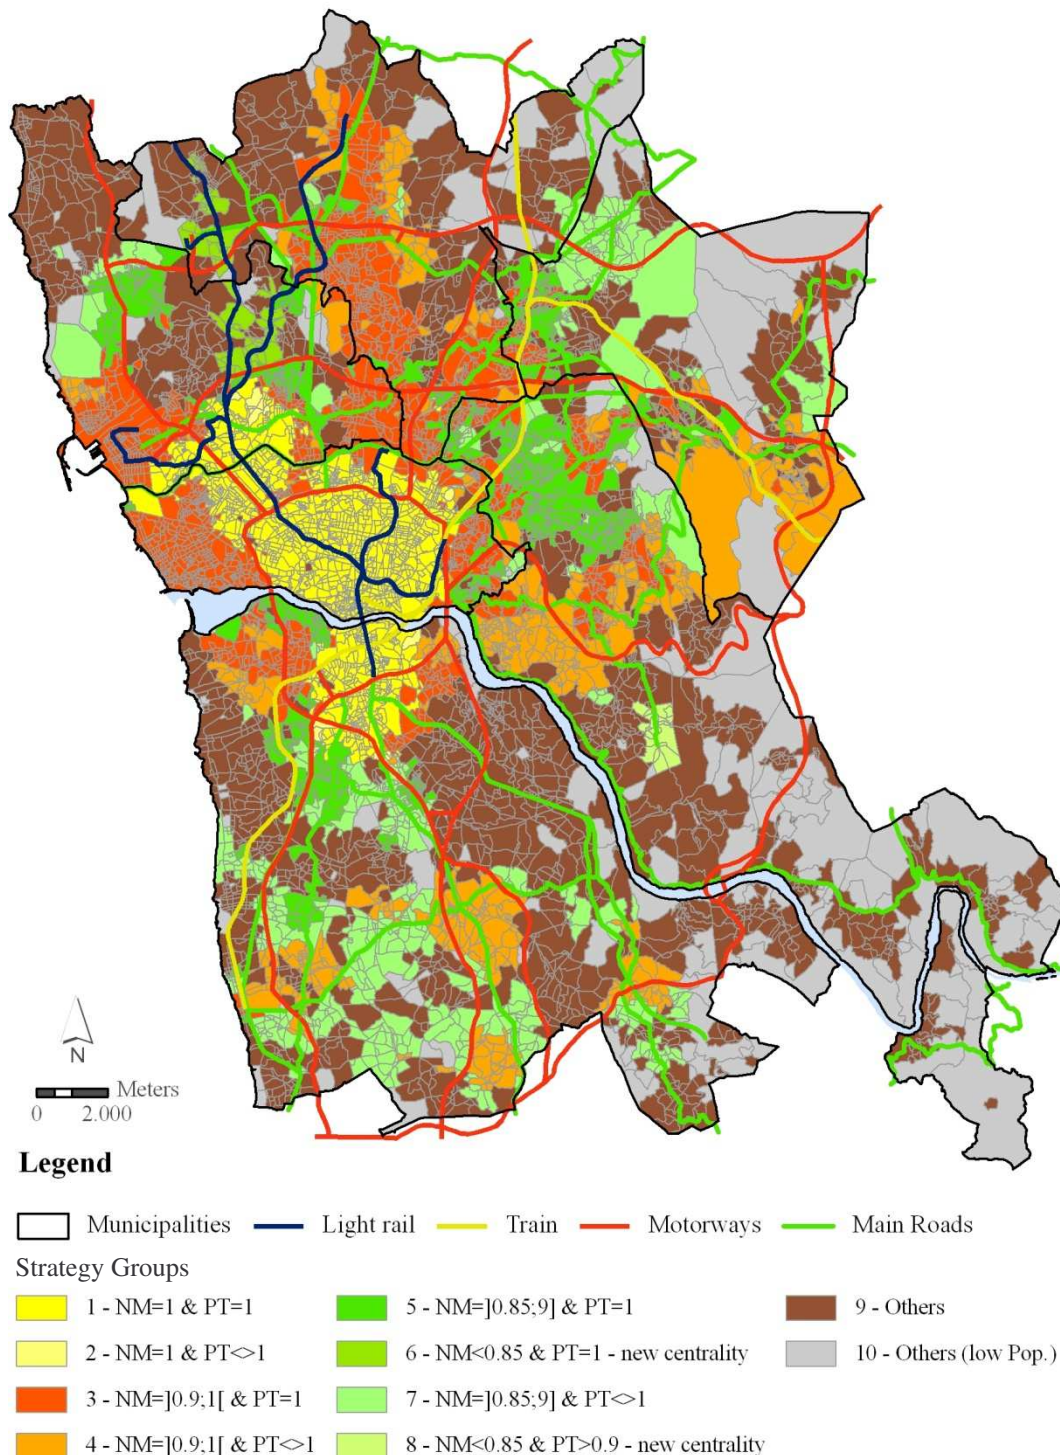 N
Meters
0 2.000
Legend
Municipalities Light rail Train Motorways Main Roads
Strategy Groups
1 - NM=1 & PT=1 5 - NM=]0.85;9] & PT=1 9 - Others
2 - NM=1 & PT<>1 6 - NM<0.85 & PT=1 - new centrality 10 - Others (low Pop.)
3 - NM=]0.9;1[ & PT=1 7 - NM=]0.85;9] & PT<>1
4 - NM=]0.9;1[ & PT<>1 8 - NM<0.85 & PT>0.9 - new centrality